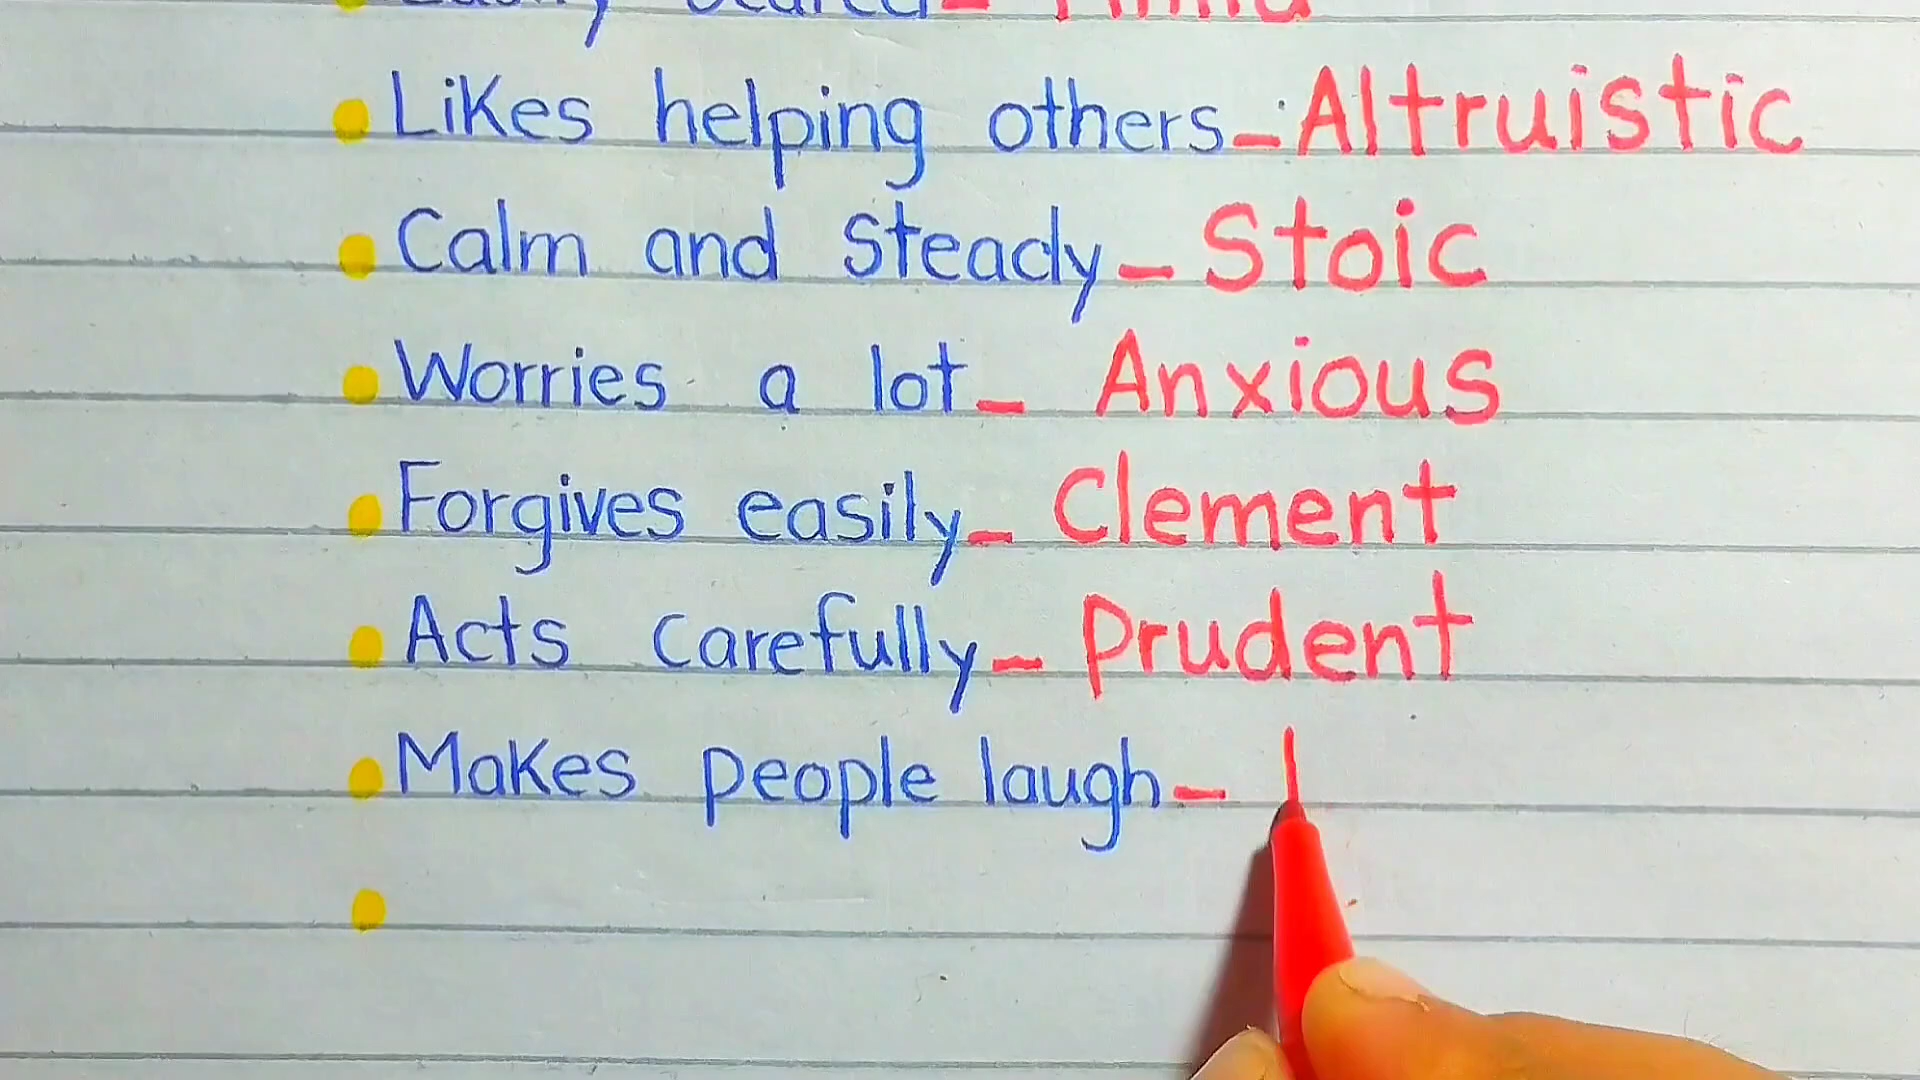 Likes helping others - Altruistic
Calm and steady - Stoic
Worries a lot - Anxious
Forgives easily - Clement
Acts carefully - Prudent
Makes people laugh -